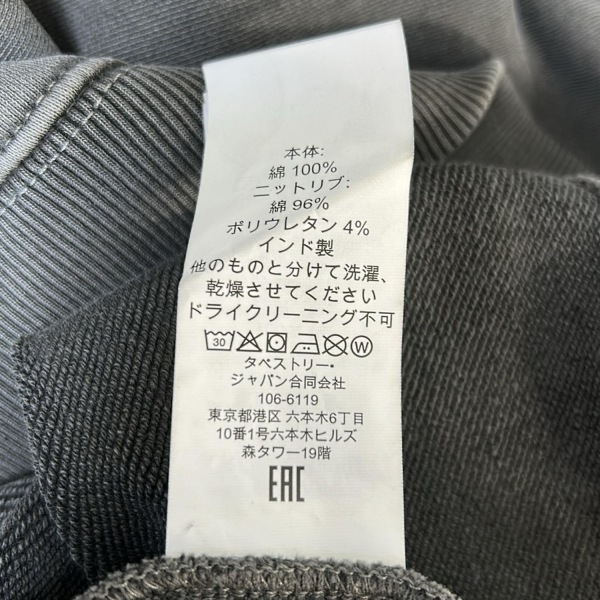 本体:
綿 100%
ニットリブ:
綿 96%
ポリウレタン 4%
インド製
他のものと分けて洗濯、
乾燥させてください
ドライクリーニング不可
30 W
タペストリー・
ジャパン合同会社
106-6119
東京都港区 六本木6丁目
10番1号六本木ヒルズ
森タワー19階
EAC